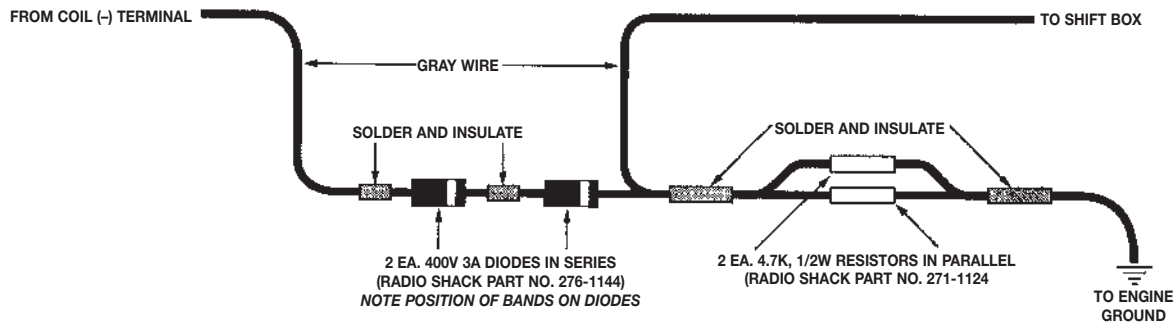 FROM COIL (–) TERMINAL
TO SHIFT BOX
GRAY WIRE
SOLDER AND INSULATE
SOLDER AND INSULATE
2 EA. 400V 3A DIODES IN SERIES
(RADIO SHACK PART NO. 276-1144)
NOTE POSITION OF BANDS ON DIODES
2 EA. 4.7K, 1/2W RESISTORS IN PARALLEL
(RADIO SHACK PART NO. 271-1124
TO ENGINE
GROUND